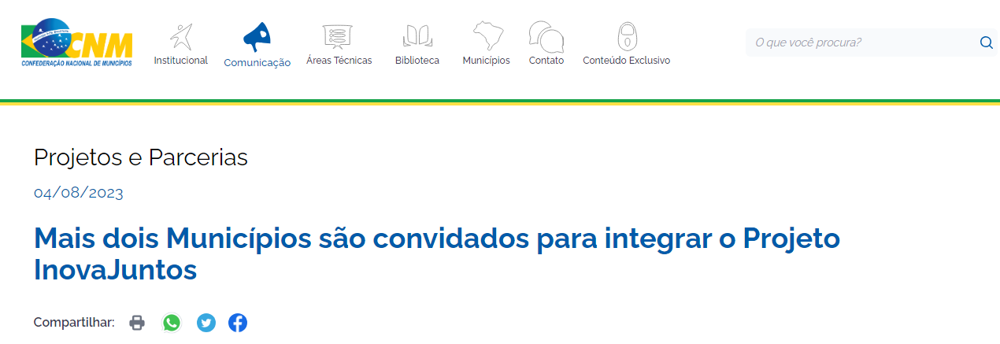 CNM
CONFEDERAÇÃO NACIONAL DE MUNICÍPIOS
Institucional
Comunicação
Áreas Técnicas
Biblioteca
Municípios
Contato
Conteúdo Exclusivo
O que você procura?
Projetos e Parcerias
04/08/2023
Mais dois Municípios são convidados para integrar o Projeto
InovaJuntos
Compartilhar: